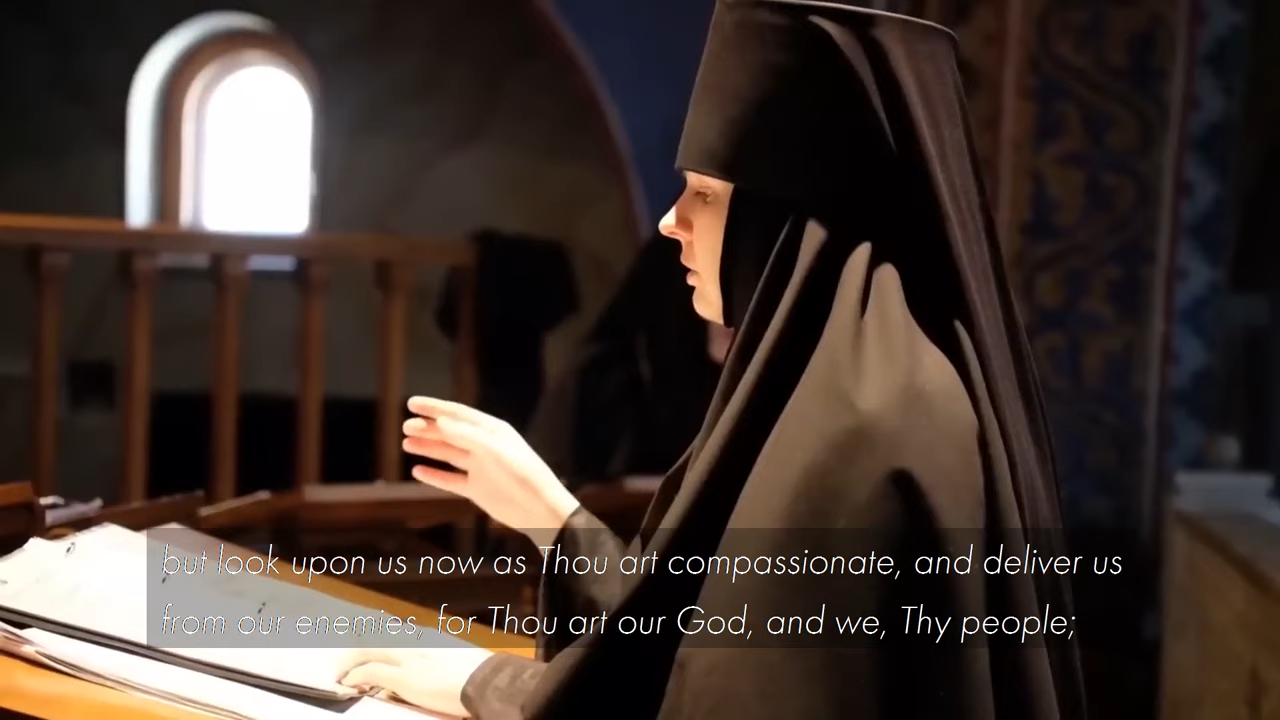 but look upon us now as Thou art compassionate, and deliver us
from our enemies, for Thou art our God, and we, Thy people;